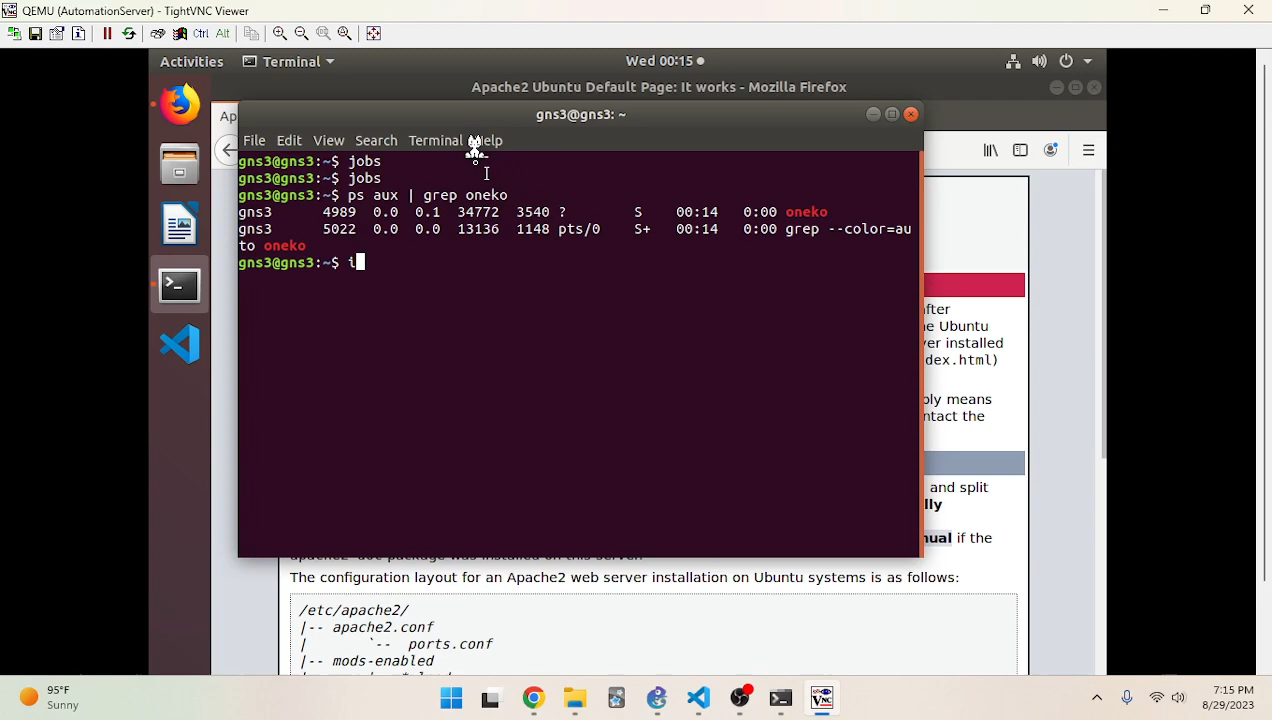 QEMU (AutomationServer) - TightVNC Viewer
Ctrl Alt
Activities Terminal Wed 00:15
Apache2 Ubuntu Default Page: It works - Mozilla Firefox
Ap
gns3@gns3: ~
File Edit View Search Terminal Help
gns3@gns3:~$ jobs
gns3@gns3:~$ jobs
gns3@gns3:~$ ps aux | grep oneko
gns3 4989 0.0 0.1 34772 3540 ? S 00:14 0:00 oneko
gns3 5022 0.0 0.0 13136 1148 pts/0 S+ 00:14 0:00 grep --color=au
to oneko
gns3@gns3:~$ i
fter
e Ubuntu
ver installed
dex.html)
ply means
ntact the
and split
lly
nual if the
The configuration layout for an Apache2 web server installation on Ubuntu systems is as follows:
/etc/apache2/
|-- apache2.conf
| `-- ports.conf
|-- mods-enabled
95°F
Sunny
7:15 PM
8/29/2023